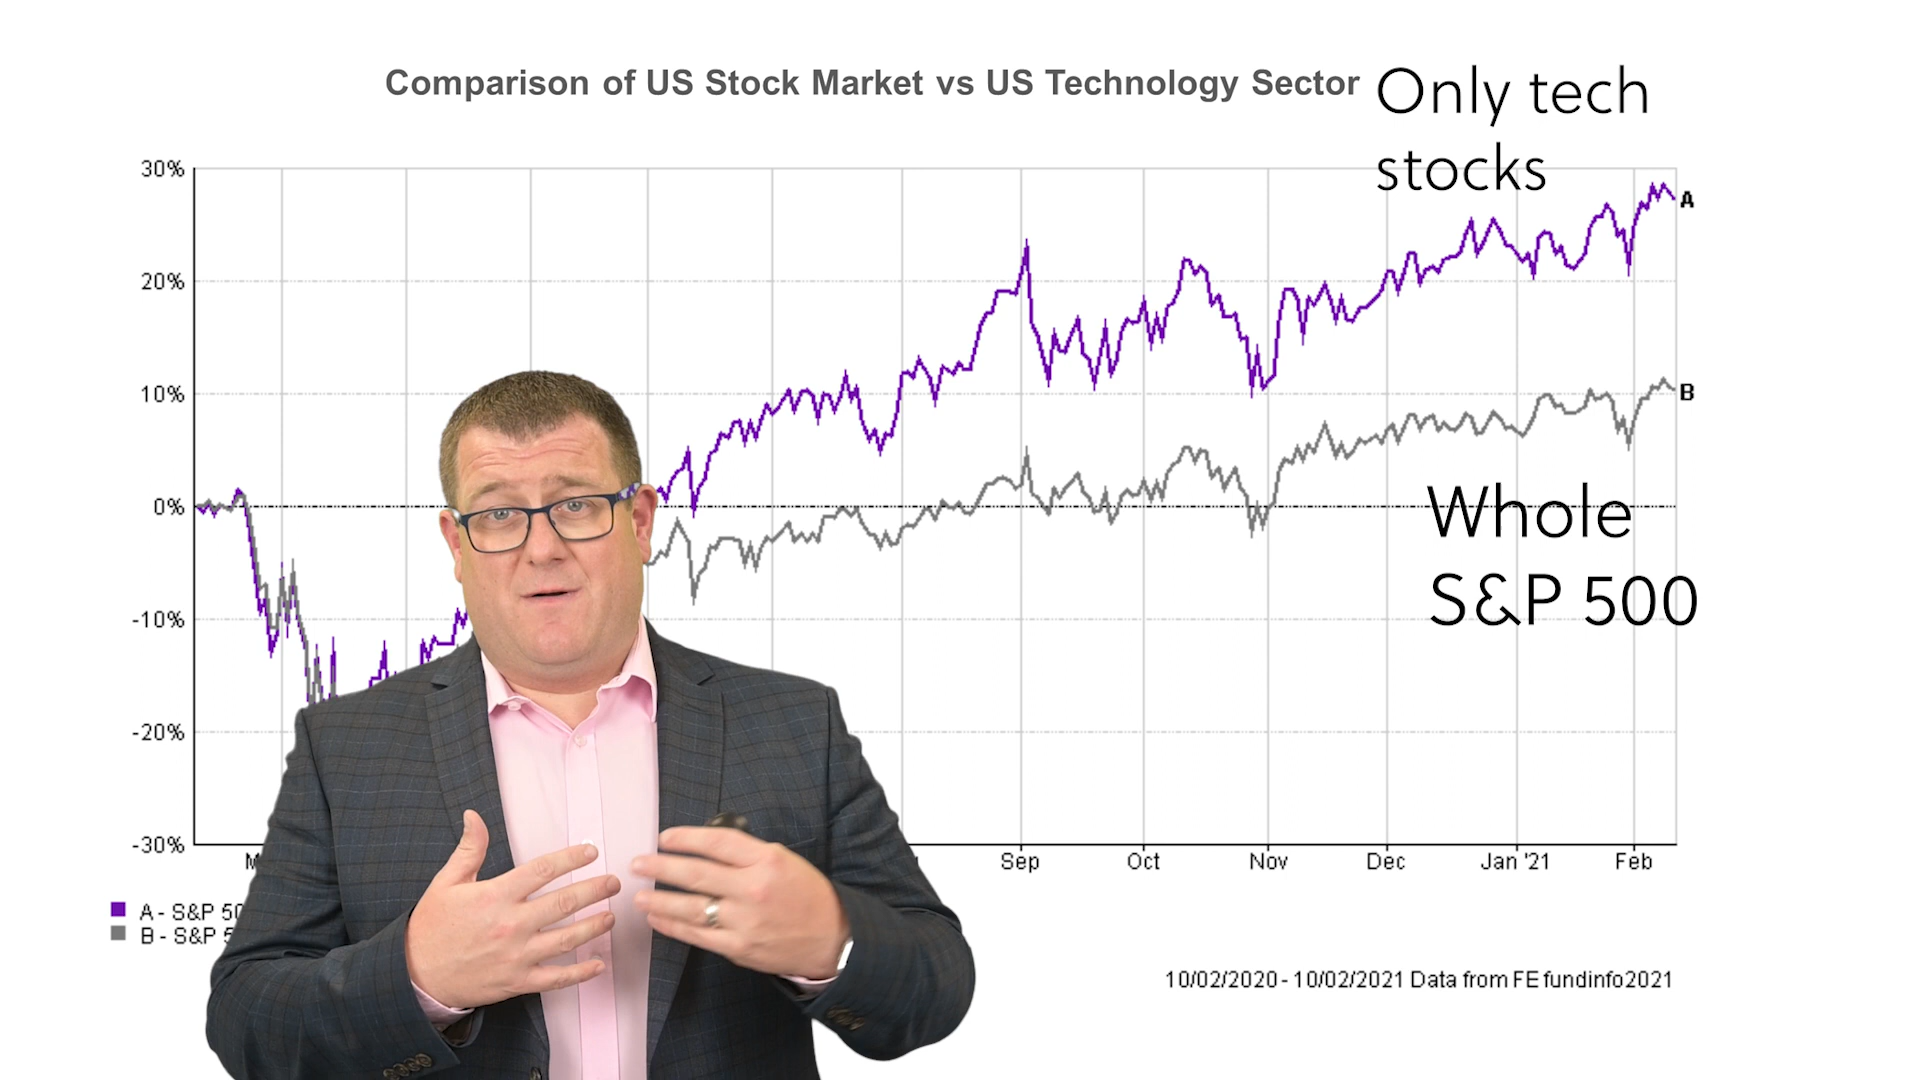 Comparison of US Stock Market vs US Technology Sector
Only tech
stocks
30%
A
20%
10%
B
0%
Whole
S&P 500
-10%
-20%
-30%
Sep Oct Nov Dec Jan '21 Feb
A - S&P
B - S&P
10/02/2020 - 10/02/2021 Data from FE fundinfo2021